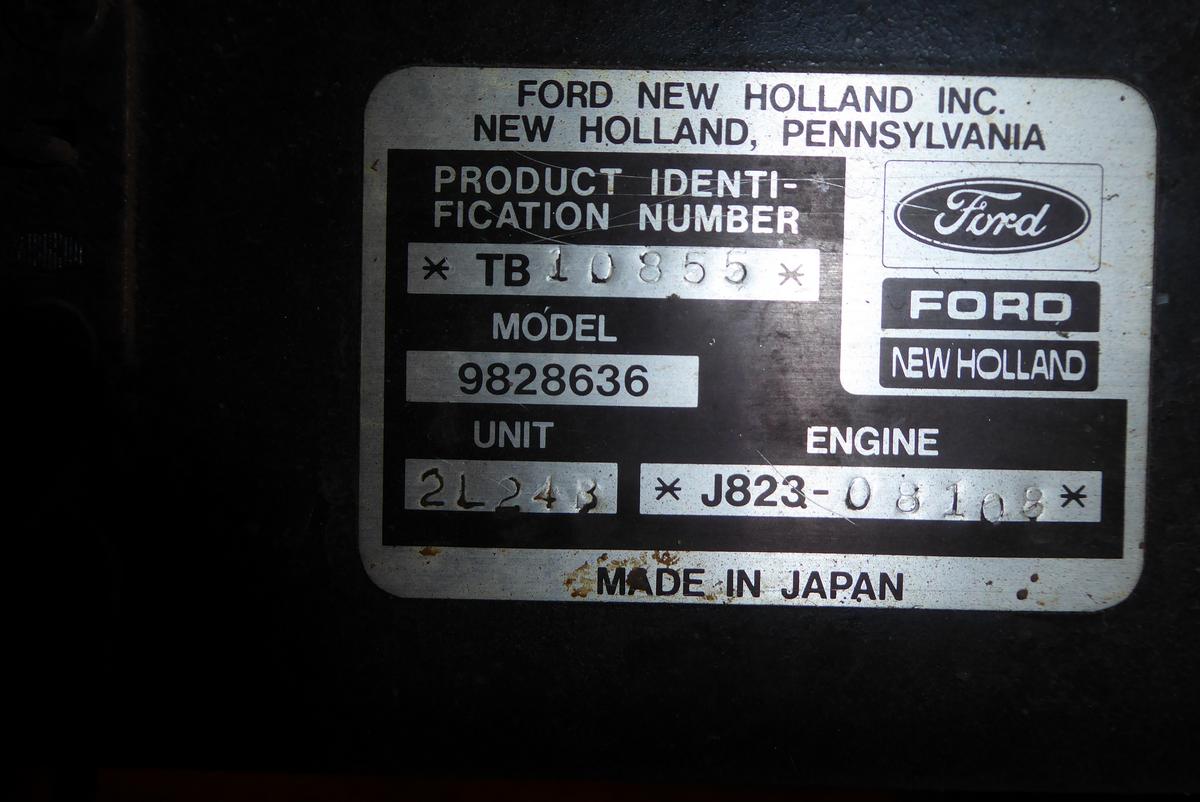 FORD NEW HOLLAND INC.
NEW HOLLAND, PENNSYLVANIA
PRODUCT IDENTI-
FICATION NUMBER
* TB10855 *
MODEL
9828636
UNIT
2L24B
ENGINE
* J823-08108 *
Ford
FORD
NEW HOLLAND
MADE IN JAPAN